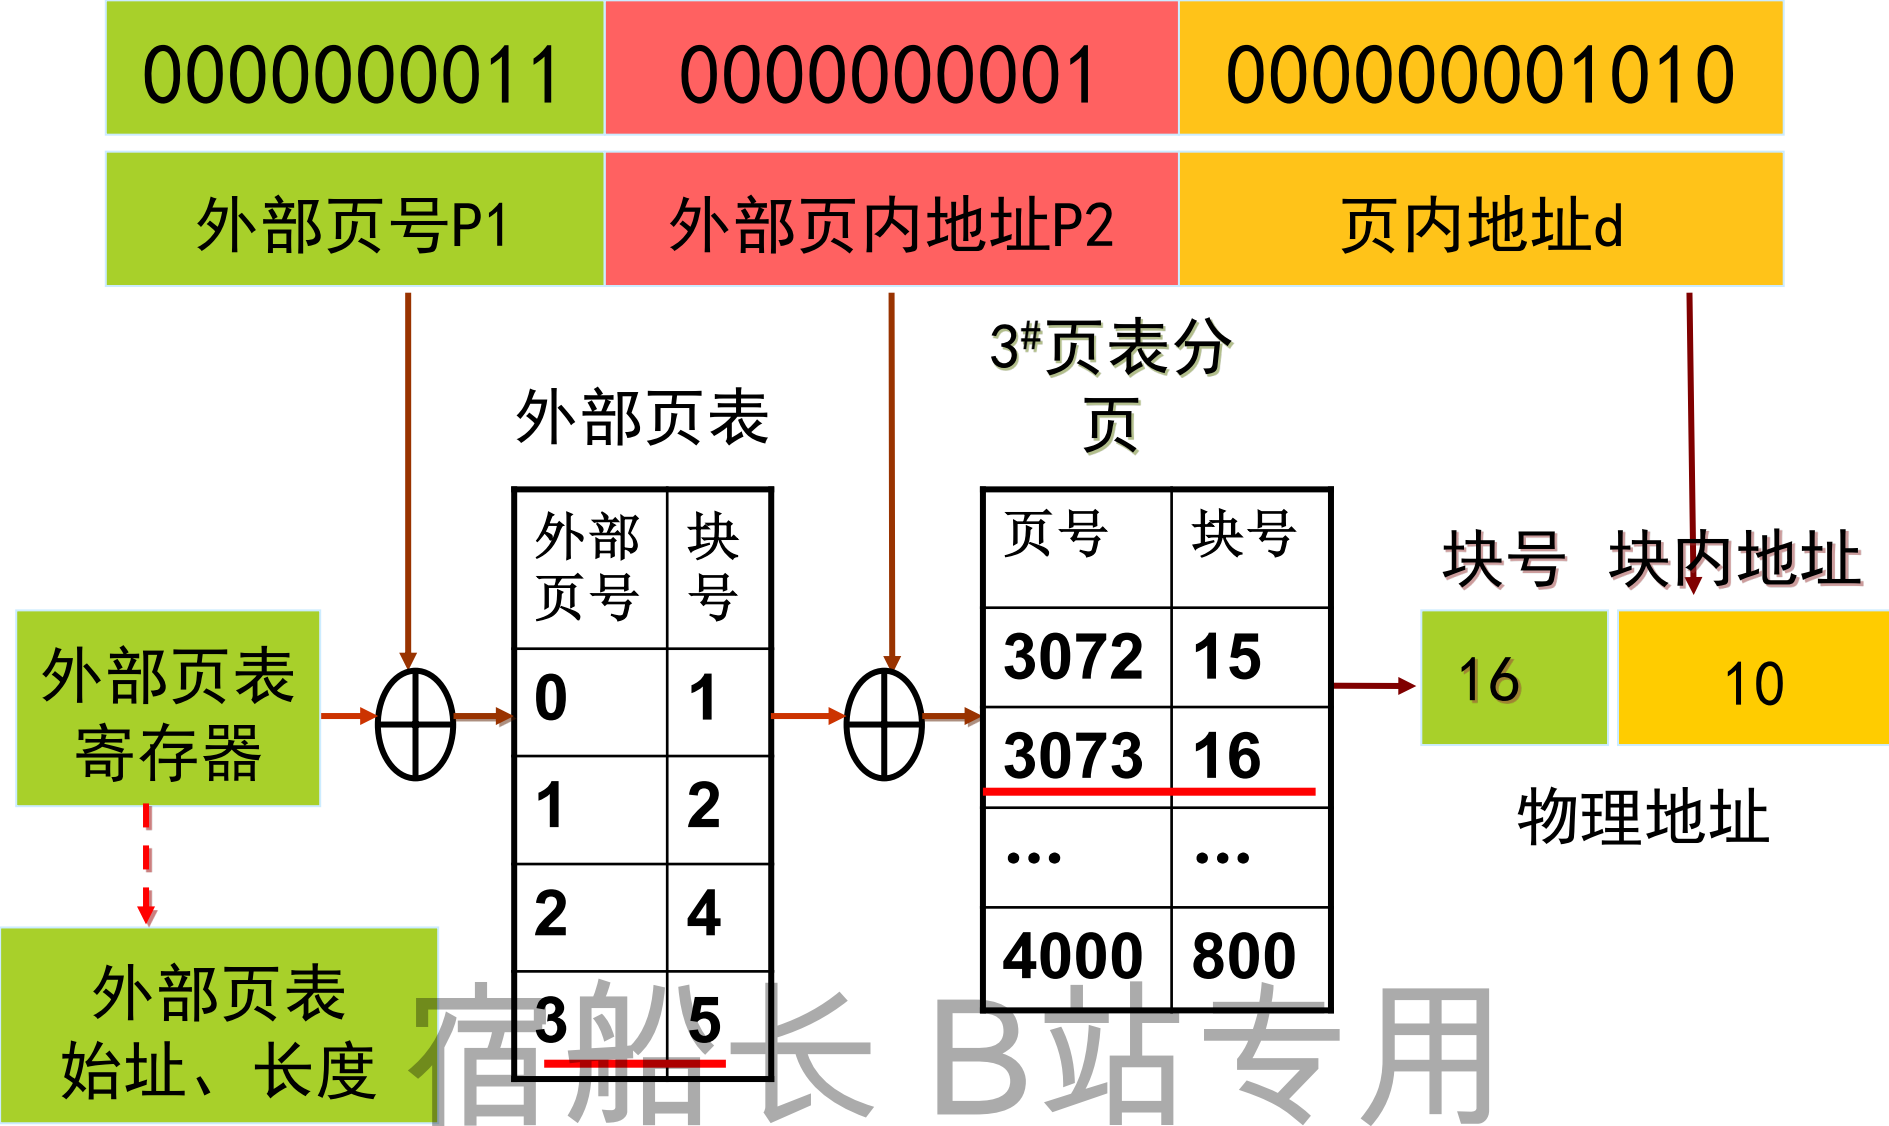 0000000011 0000000001 000000001010
外部页号P1 外部页内地址P2 页内地址d
3#页表分
页
外部页表
外部 块
页号 号
0 1
1 2
2 4
3 5
页号 块号
3072 15
3073 16
... ...
4000 800
块号 块内地址
16 10
物理地址
外部页表
寄存器
外部页表
始址、长度
宿船长 B站专用